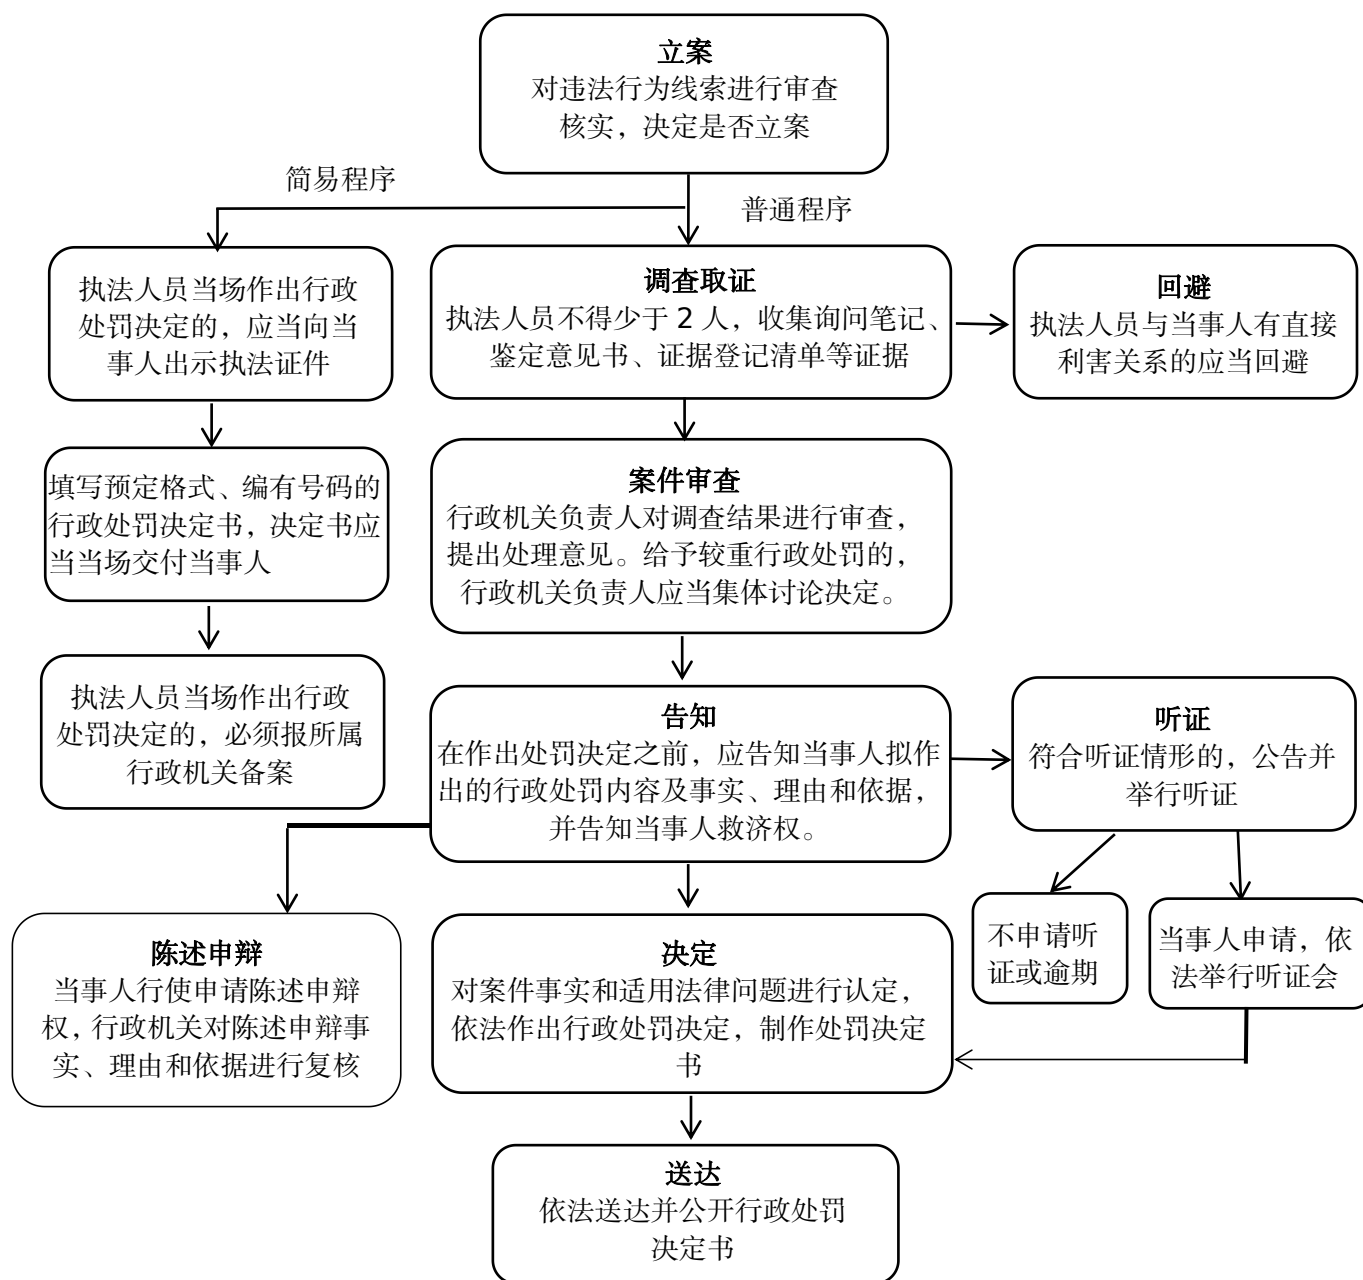 立案
对违法行为线索进行审查
核实，决定是否立案
简易程序
普通程序
执法人员当场作出行政
处罚决定的，应当向当
事人出示执法证件
调查取证
执法人员不得少于 2 人，收集询问笔记、
鉴定意见书、证据登记清单等证据
回避
执法人员与当事人有直接
利害关系的应当回避
填写预定格式、编有号码的
行政处罚决定书，决定书应
当当场交付当事人
案件审查
行政机关负责人对调查结果进行审查，
提出处理意见。给予较重行政处罚的，
行政机关负责人应当集体讨论决定。
执法人员当场作出行政
处罚决定的，必须报所属
行政机关备案
告知
在作出处罚决定之前，应告知当事人拟作
出的行政处罚内容及事实、理由和依据，
并告知当事人救济权。
听证
符合听证情形的，公告并
举行听证
不申请听
证或逾期
当事人申请，依
法举行听证会
陈述申辩
当事人行使申请陈述申辩
权，行政机关对陈述申辩事
实、理由和依据进行复核
决定
对案件事实和适用法律问题进行认定，
依法作出行政处罚决定，制作处罚决定
书
送达
依法送达并公开行政处罚
决定书